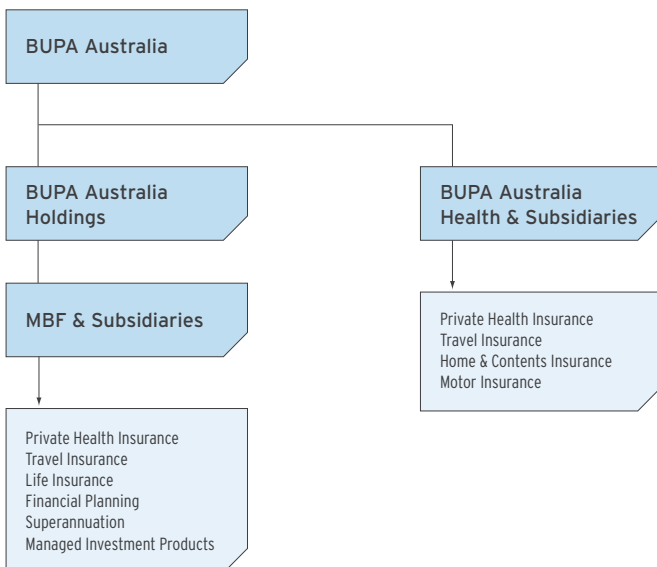 BUPA Australia
BUPA Australia
Holdings
BUPA Australia
Health & Subsidiaries
MBF & Subsidiaries
Private Health Insurance
Travel Insurance
Home & Contents Insurance
Motor Insurance
Private Health Insurance
Travel Insurance
Life Insurance
Financial Planning
Superannuation
Managed Investment Products